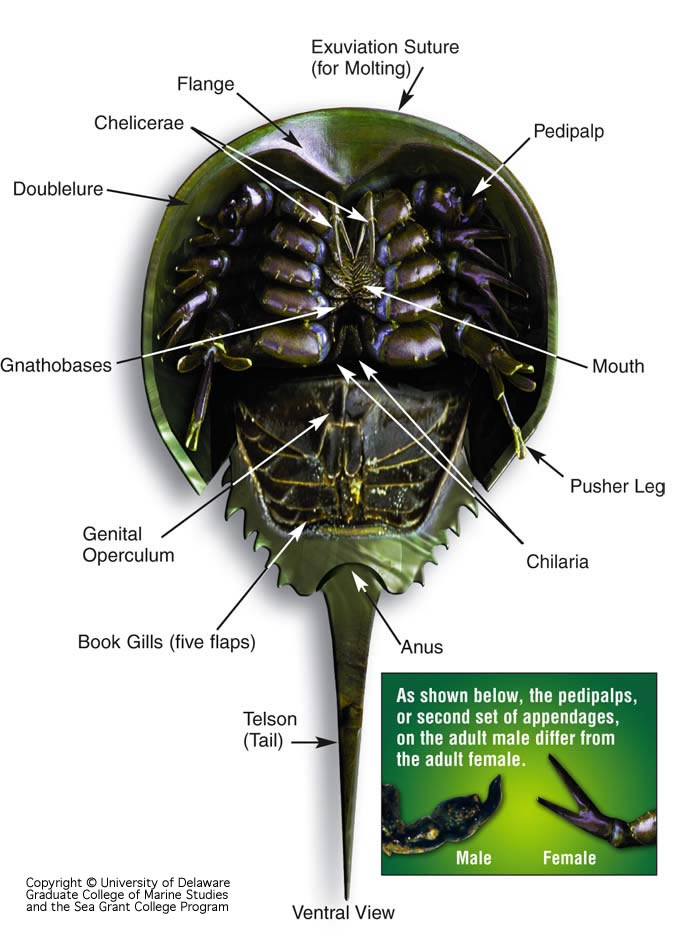 Exuviation Suture
(for Molting)
Flange
Chelicerae
Pedipalp
Doublelure
Gnathobases
Mouth
Pusher Leg
Genital
Operculum
Chilaria
Book Gills (five flaps)
Anus
As shown below, the pedipalps,
or second set of appendages,
on the adult male differ from
the adult female.
Telson
(Tail)
Male
Female
Copyright © University of Delaware
Graduate College of Marine Studies
and the Sea Grant College Program
Ventral View